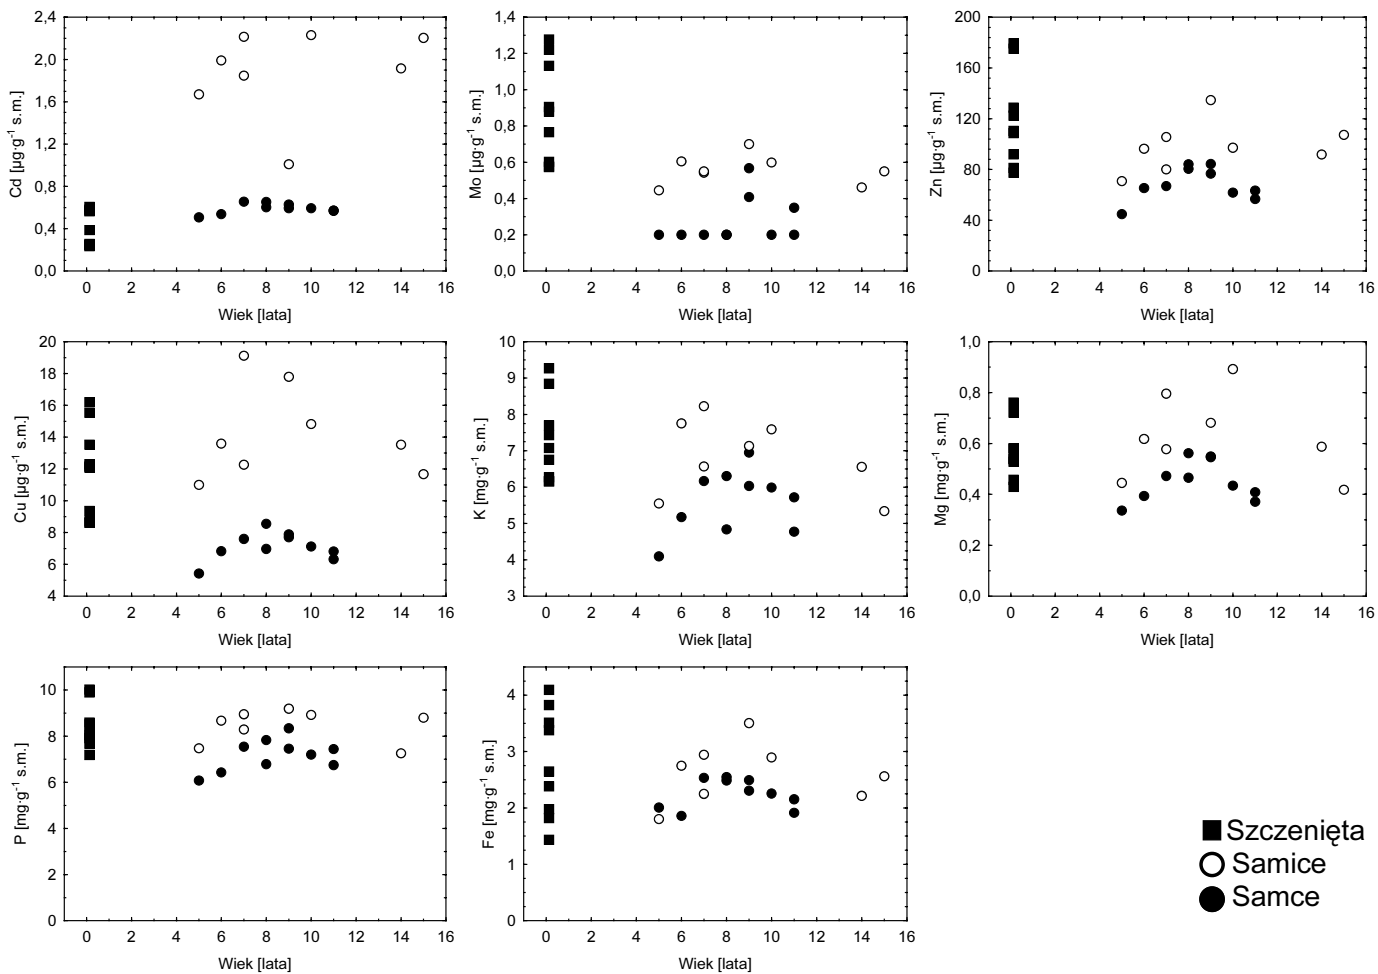 Cd [µg·g⁻¹ s.m.]
2,4
2,0
1,6
1,2
0,8
0,4
0,0
0 2 4 6 8 10 12 14 16
Wiek [lata]
Mo [µg·g⁻¹ s.m.]
1,4
1,2
1,0
0,8
0,6
0,4
0,2
0,0
0 2 4 6 8 10 12 14 16
Wiek [lata]
Zn [µg·g⁻¹ s.m.]
200
160
120
80
40
0
0 2 4 6 8 10 12 14 16
Wiek [lata]
Cu [µg·g⁻¹ s.m.]
20
18
16
14
12
10
8
6
4
0 2 4 6 8 10 12 14 16
Wiek [lata]
K [mg·g⁻¹ s.m.]
10
9
8
7
6
5
4
3
0 2 4 6 8 10 12 14 16
Wiek [lata]
Mg [mg·g⁻¹ s.m.]
1,0
0,8
0,6
0,4
0,2
0,0
0 2 4 6 8 10 12 14 16
Wiek [lata]
P [mg·g⁻¹ s.m.]
10
8
6
4
2
0
0 2 4 6 8 10 12 14 16
Wiek [lata]
Fe [mg·g⁻¹ s.m.]
4
3
2
1
0
0 2 4 6 8 10 12 14 16
Wiek [lata]
Szczenięta
Samice
Samce